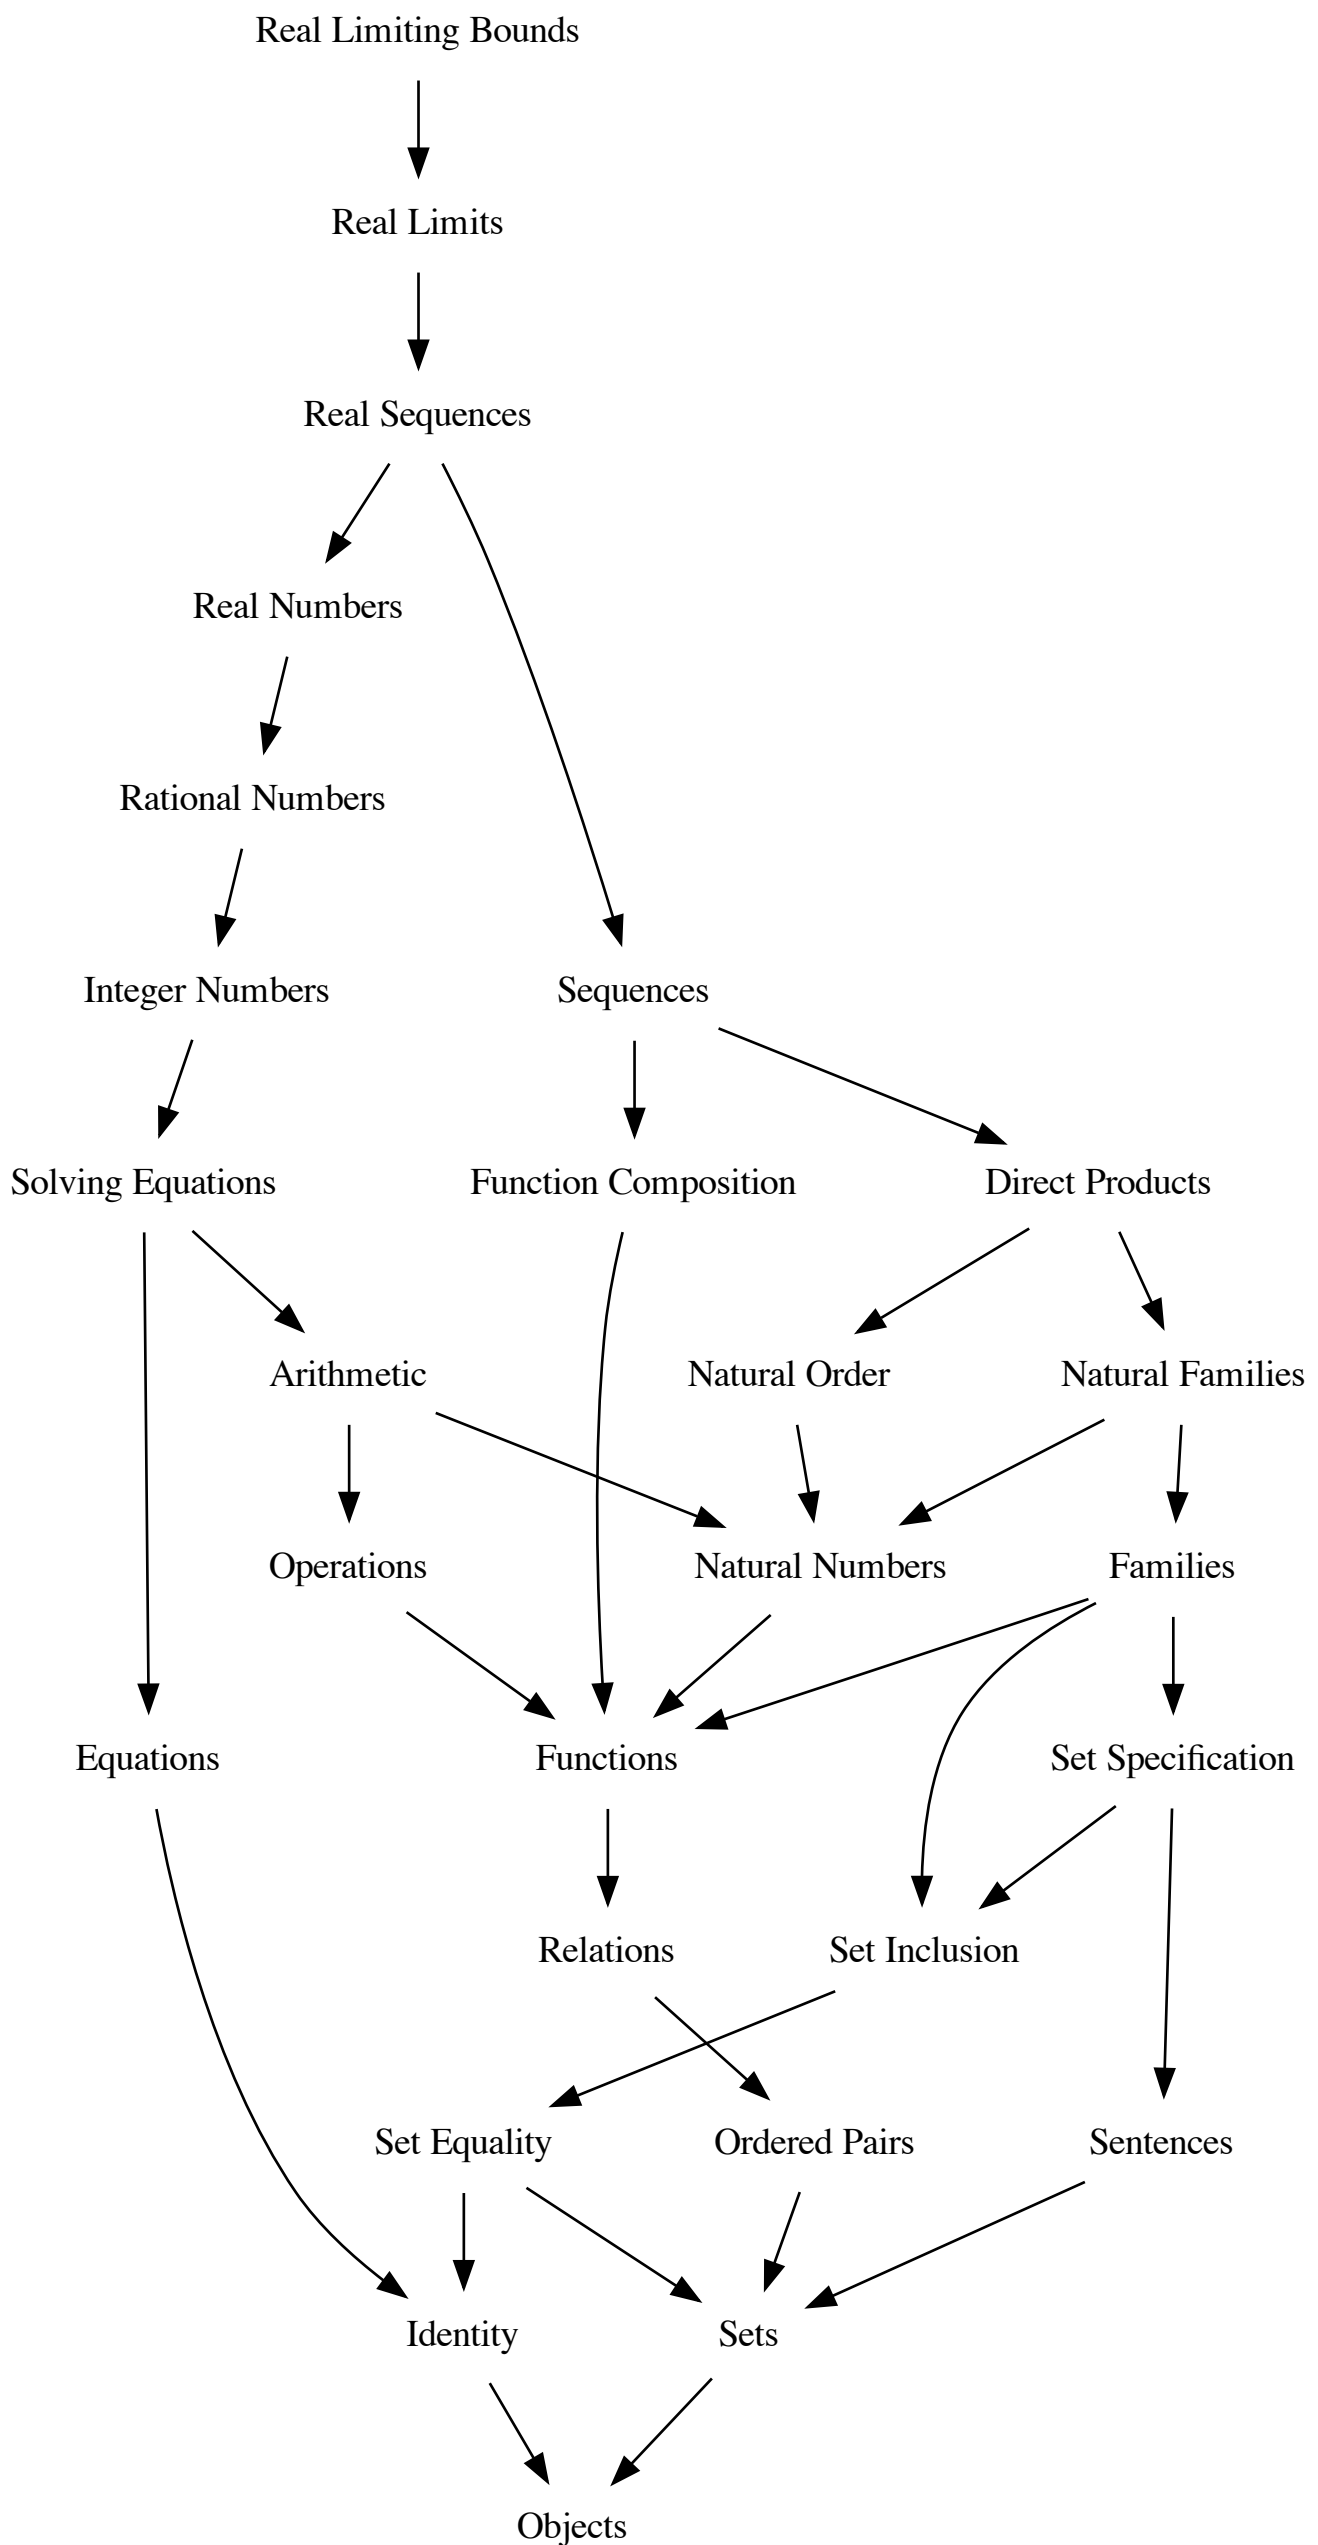 Real Limiting Bounds
Real Limits
Real Sequences
Real Numbers
Rational Numbers
Integer Numbers
Sequences
Solving Equations
Function Composition
Direct Products
Arithmetic
Natural Order
Natural Families
Operations
Natural Numbers
Families
Equations
Functions
Set Specification
Relations
Set Inclusion
Set Equality
Ordered Pairs
Sentences
Identity
Sets
Objects